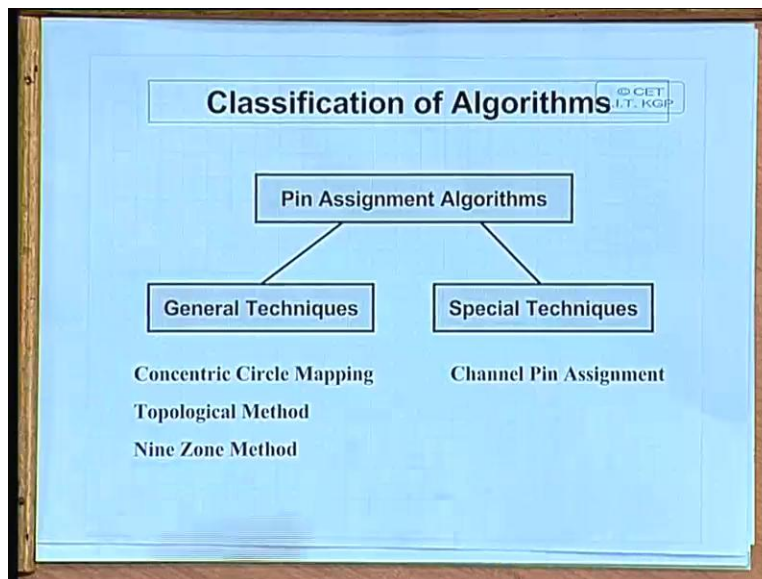 Classification of Algorithms
© CET
I.I.T. KGP
Pin Assignment Algorithms
General Techniques
Special Techniques
Concentric Circle Mapping
Channel Pin Assignment
Topological Method
Nine Zone Method